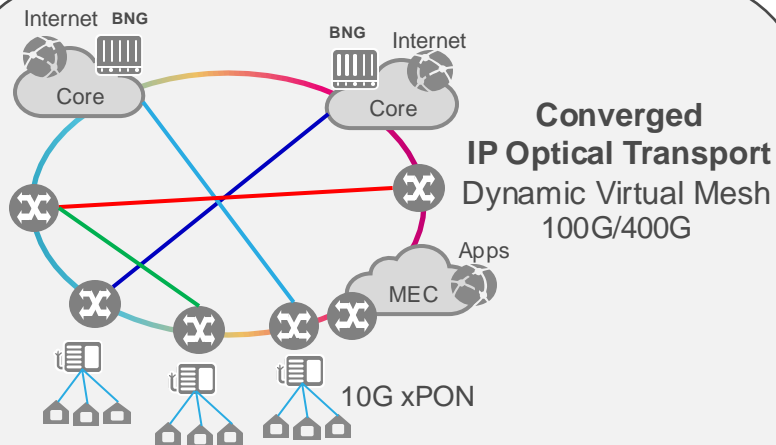 Internet BNG
BNG
Internet
Core
Core
Converged
IP Optical Transport
Dynamic Virtual Mesh
100G/400G
Apps
MEC
10G xPON